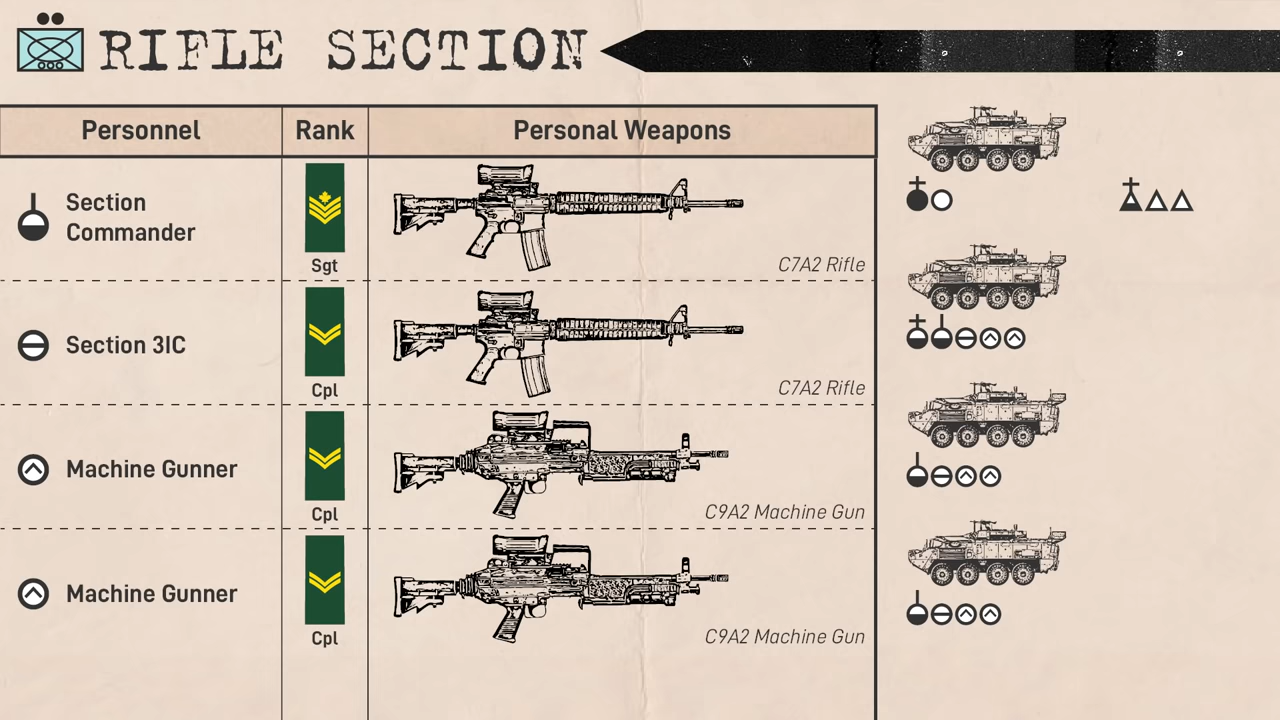 RIFLE SECTION
Personnel
Rank
Personal Weapons
Section
Commander
Sgt
C7A2 Rifle
Section 3IC
Cpl
C7A2 Rifle
Machine Gunner
Cpl
C9A2 Machine Gun
Machine Gunner
Cpl
C9A2 Machine Gun